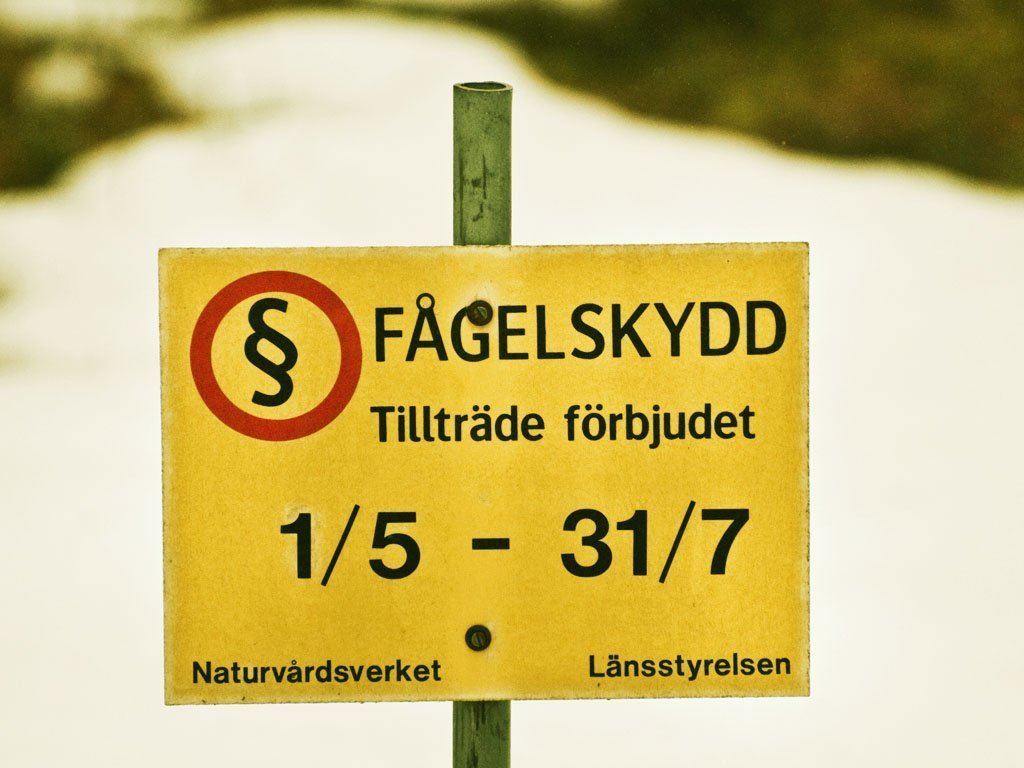 § FÅGELSKYDD
Tillträde förbjudet
1/5 - 31/7
Naturvårdsverket Länsstyrelsen